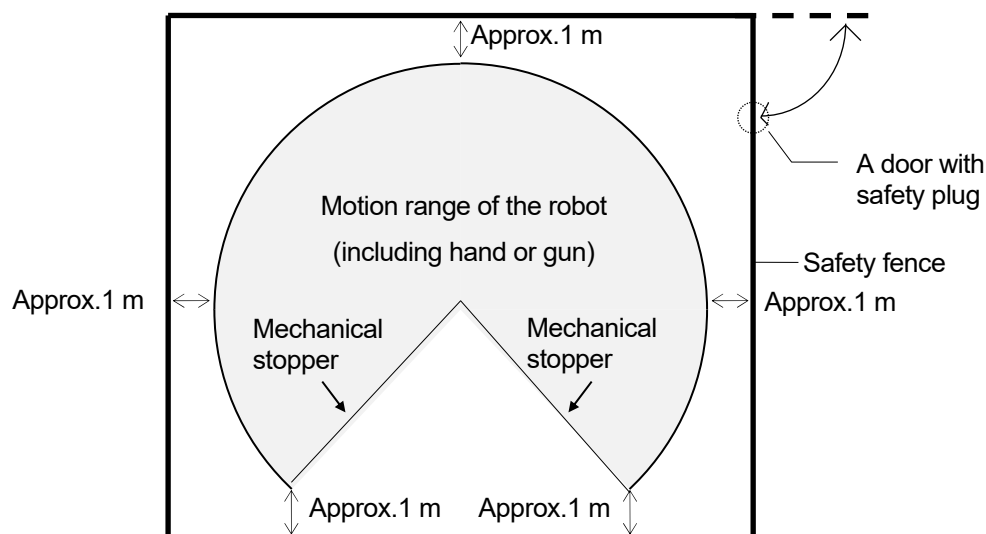 Approx.1 m
A door with
safety plug
Motion range of the robot
(including hand or gun)
Safety fence
Approx.1 m
Approx.1 m
Mechanical
stopper
Mechanical
stopper
Approx.1 m
Approx.1 m